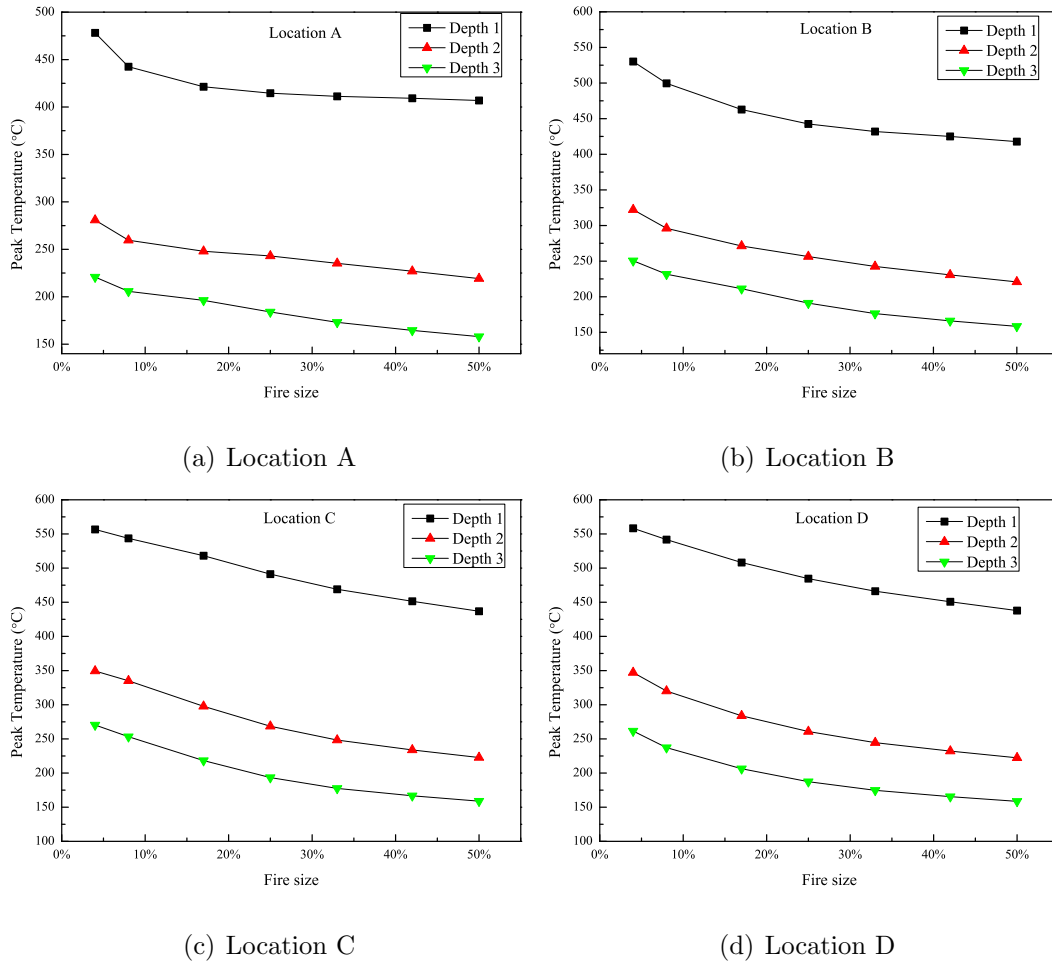 Location A
Depth 1
Depth 2
Depth 3
Peak Temperature (°C)
500
450
400
350
300
250
200
150
0%
10%
20%
30%
40%
50%
Fire size
(a) Location A
Location B
Depth 1
Depth 2
Depth 3
Peak Temperature (°C)
600
550
500
450
400
350
300
250
200
150
0%
10%
20%
30%
40%
50%
Fire size
(b) Location B
Location C
Depth 1
Depth 2
Depth 3
Peak Temperature (°C)
600
550
500
450
400
350
300
250
200
150
100
0%
10%
20%
30%
40%
50%
Fire size
(c) Location C
Location D
Depth 1
Depth 2
Depth 3
Peak Temperature (°C)
600
550
500
450
400
350
300
250
200
150
100
0%
10%
20%
30%
40%
50%
Fire size
(d) Location D